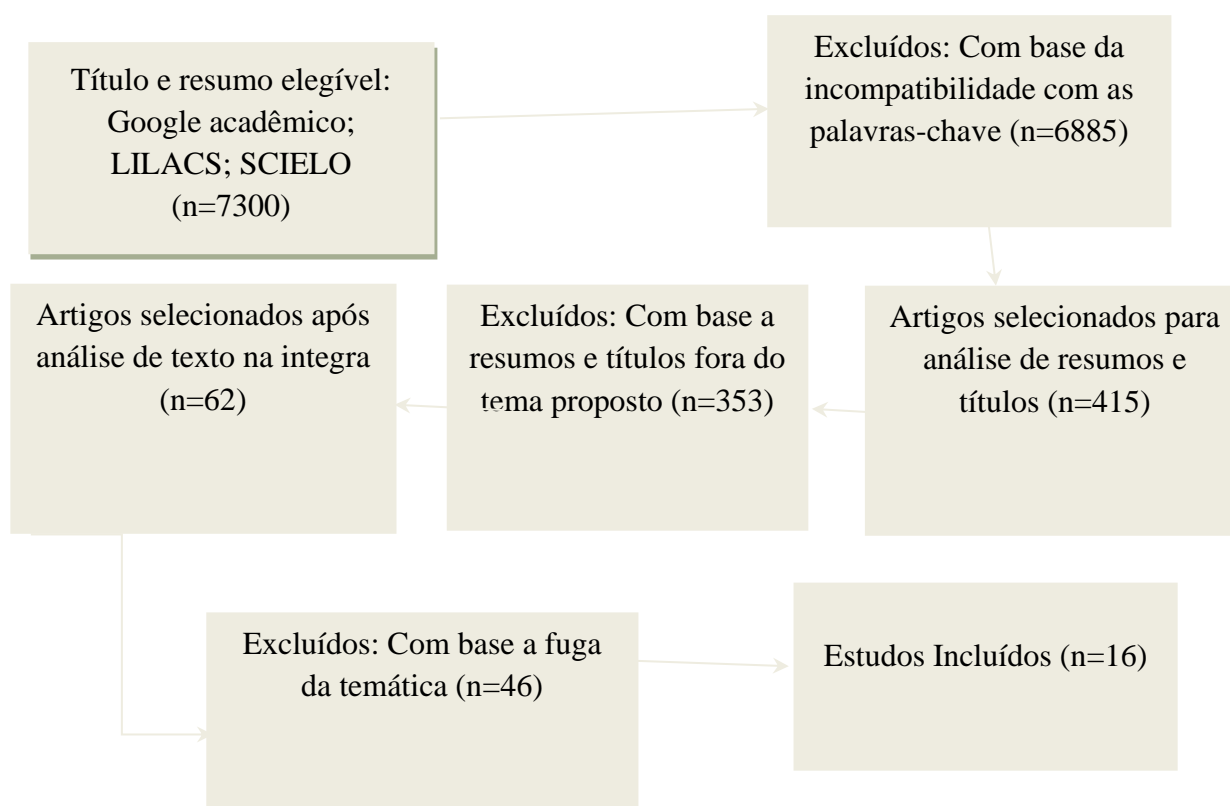 Título e resumo elegível:
Google acadêmico;
LILACS; SCIELO
(n=7300)
Excluídos: Com base da
incompatibilidade com as
palavras-chave (n=6885)
Artigos selecionados para
análise de resumos e
títulos (n=415)
Excluídos: Com base a
resumos e títulos fora do
tema proposto (n=353)
Artigos selecionados após
análise de texto na integra
(n=62)
Excluídos: Com base a fuga
da temática (n=46)
Estudos Incluídos (n=16)